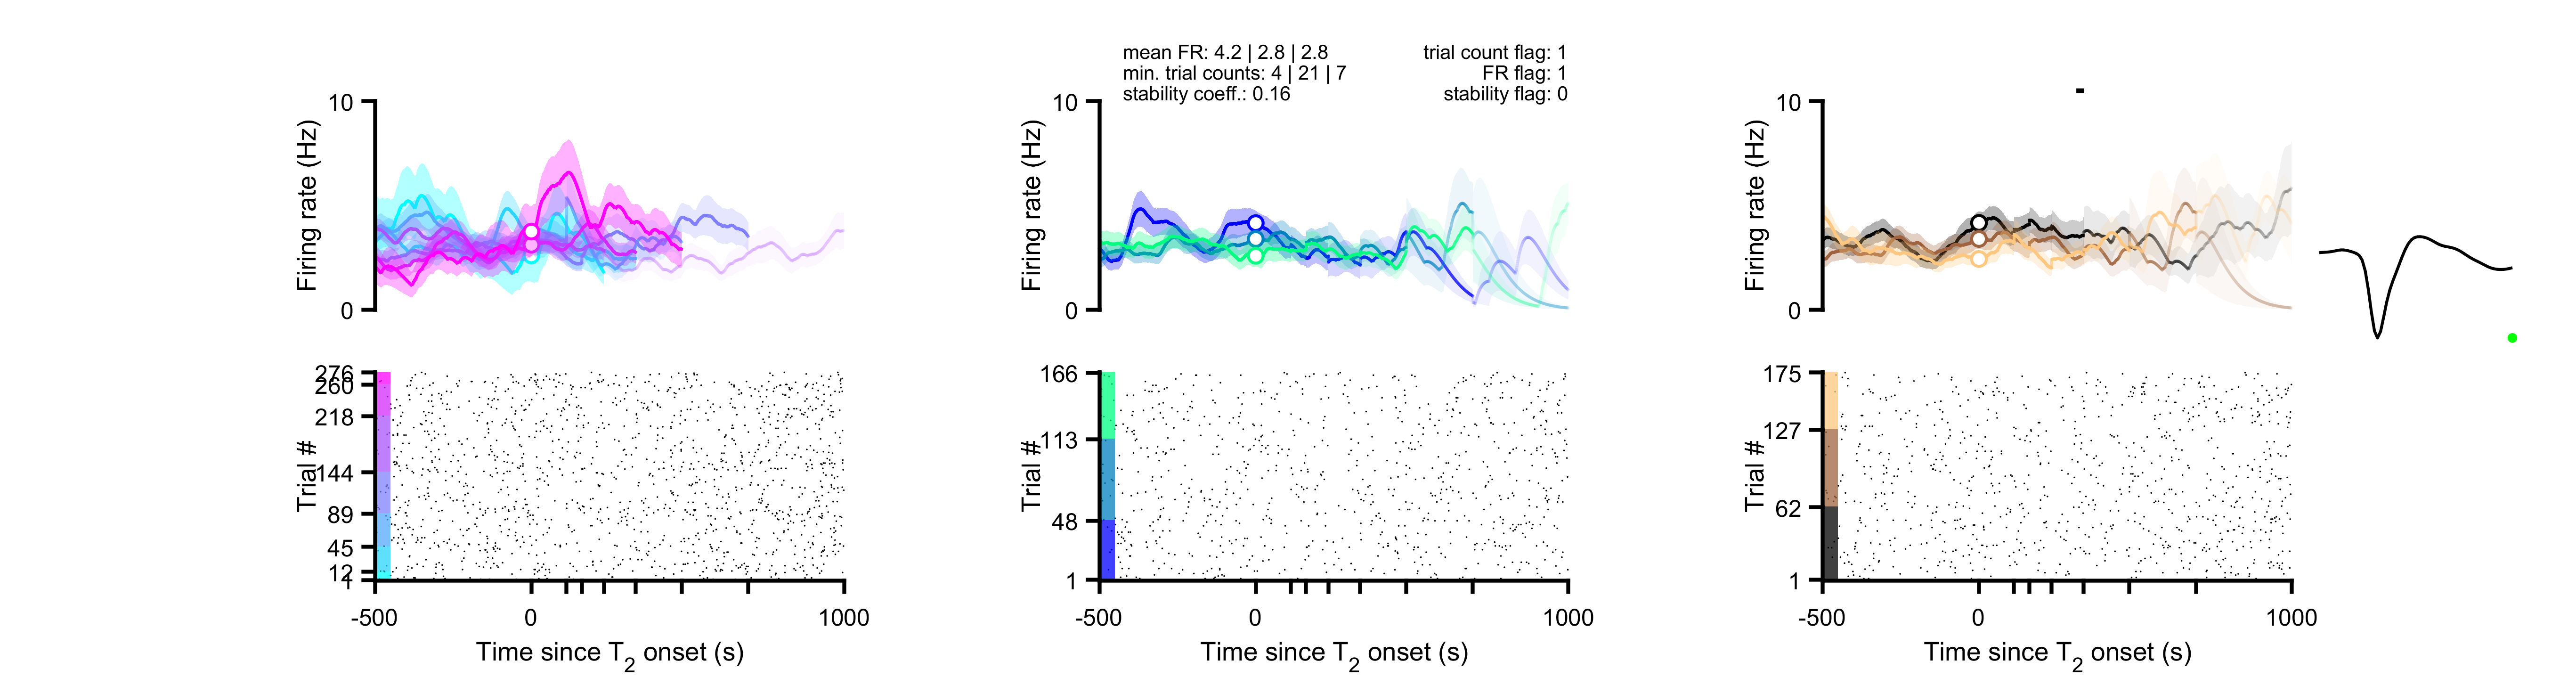 mean FR: 4.2 | 2.8 | 2.8
min. trial counts: 4 | 21 | 7
stability coeff.: 0.16
trial count flag: 1
FR flag: 1
stability flag: 0
10
Firing rate (Hz)
0
10
Firing rate (Hz)
0
10
Firing rate (Hz)
0
276
260
218
144
89
45
12
Trial #
-500
0
1000
Time since T2 onset (s)
166
113
48
1
Trial #
-500
0
1000
Time since T2 onset (s)
175
127
62
1
Trial #
-500
0
1000
Time since T2 onset (s)